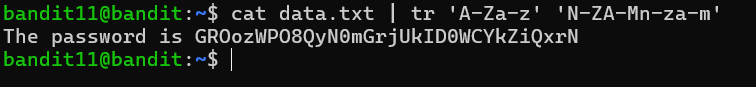 bandit11@bandit:~$ cat data.txt | tr 'A-Za-z' 'N-ZA-Mn-za-m'
The password is GROozWPO8QyN0mGrjUkID0WCYkZiQxrN
bandit11@bandit:~$